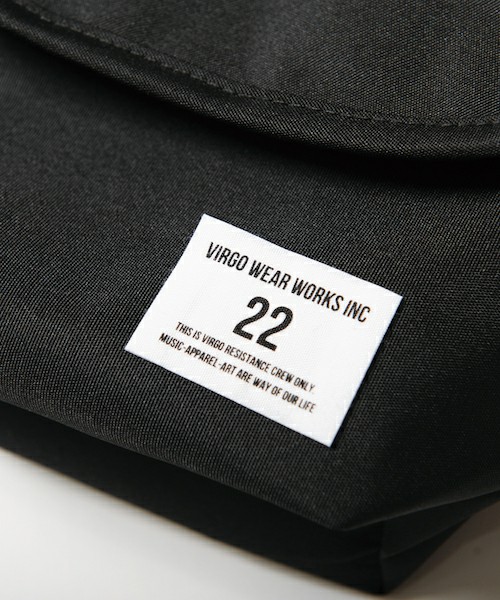 VIRGO WEAR WORKS INC
22
THIS IS VIRGO RESISTANCE CREW ONLY.
MUSIC-APPAREL-ART ARE WAY OF OUR LIFE